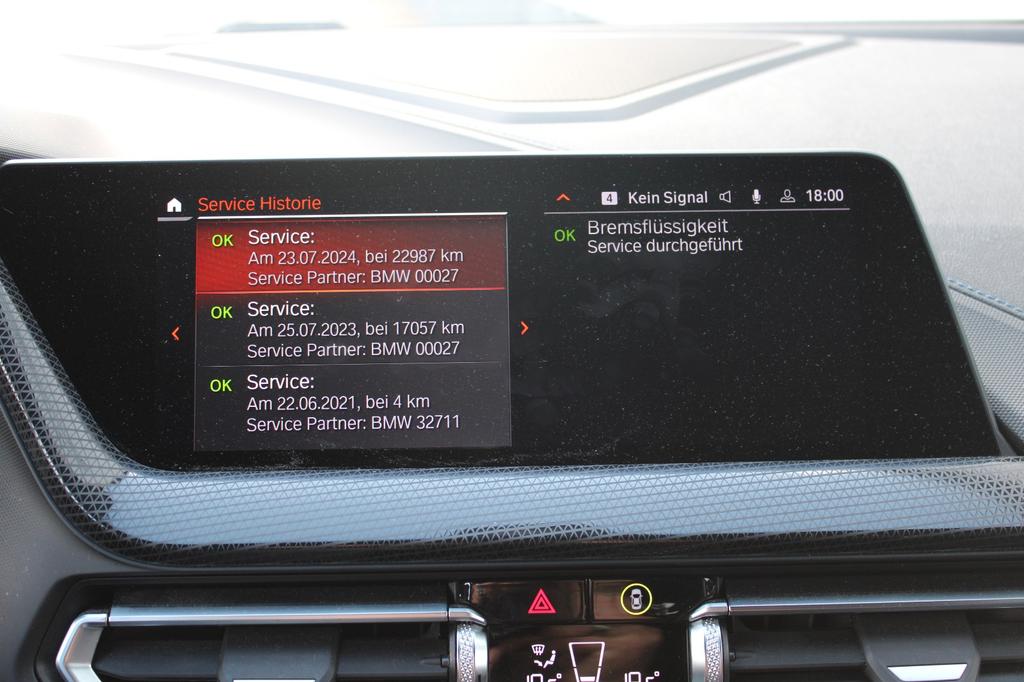 Service Historie
OK Service:
Am 23.07.2024, bei 22987 km
Service Partner: BMW 00027
OK Service:
Am 25.07.2023, bei 17057 km
Service Partner: BMW 00027
OK Service:
Am 22.06.2021, bei 4 km
Service Partner: BMW 32711
4 Kein Signal 18:00
OK Bremsflüssigkeit
Service durchgeführt